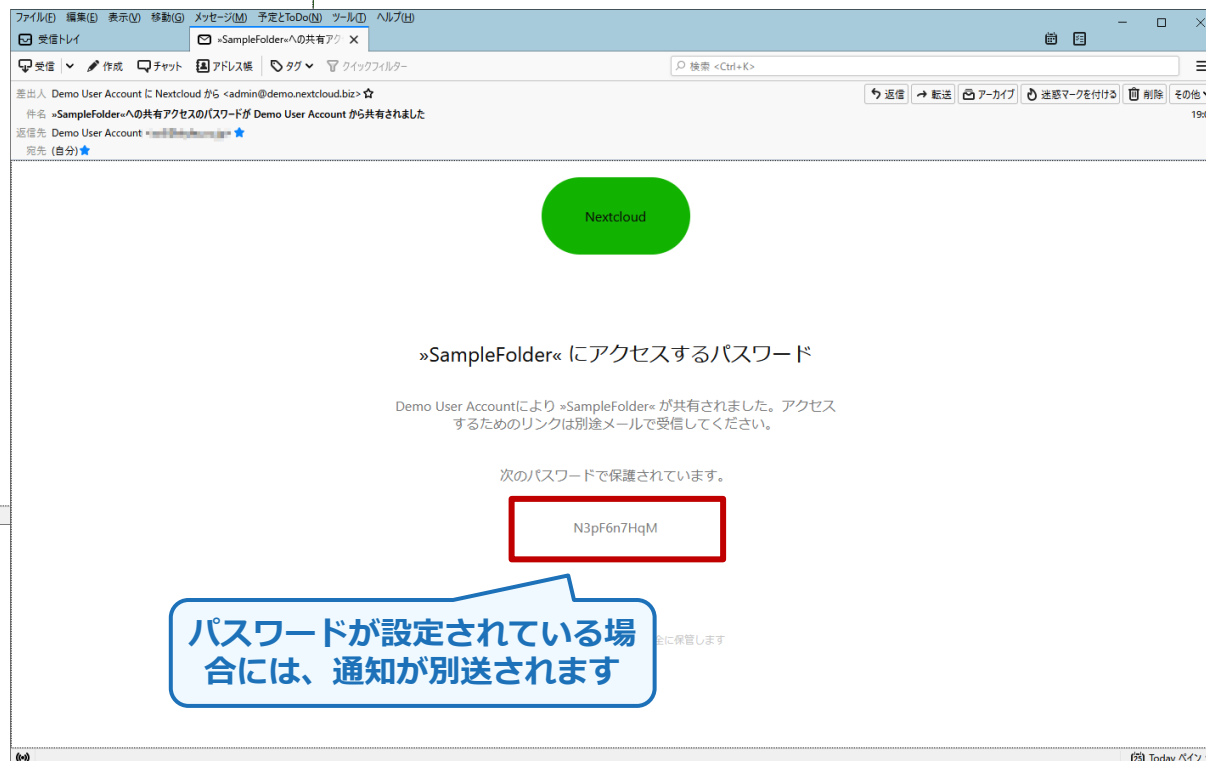 ファイル(F) 編集(E) 表示(V) 移動(G) メッセージ(M) 予定とToDo(N) ツール(T) ヘルプ(H)
受信トレイ »SampleFolder«への共有アク
受信 作成 チャット アドレス帳 タグ クイックフィルター 検索 <Ctrl+K>
差出人 Demo User Account に Nextcloud から <admin@demo.nextcloud.biz> 返信 転送 アーカイブ 迷惑マークを付ける 削除 その他
件名 »SampleFolder«への共有アクセスのパスワードが Demo User Account から共有されました
返信先 Demo User Account
宛先 (自分)
Nextcloud
»SampleFolder« にアクセスするパスワード
Demo User Accountにより »SampleFolder« が共有されました。アクセス
するためのリンクは別途メールで受信してください。
次のパスワードで保護されています。
N3pF6n7HqM
パスワードが設定されている場
合には、通知が別送されます
全に保管します
Today ペイン